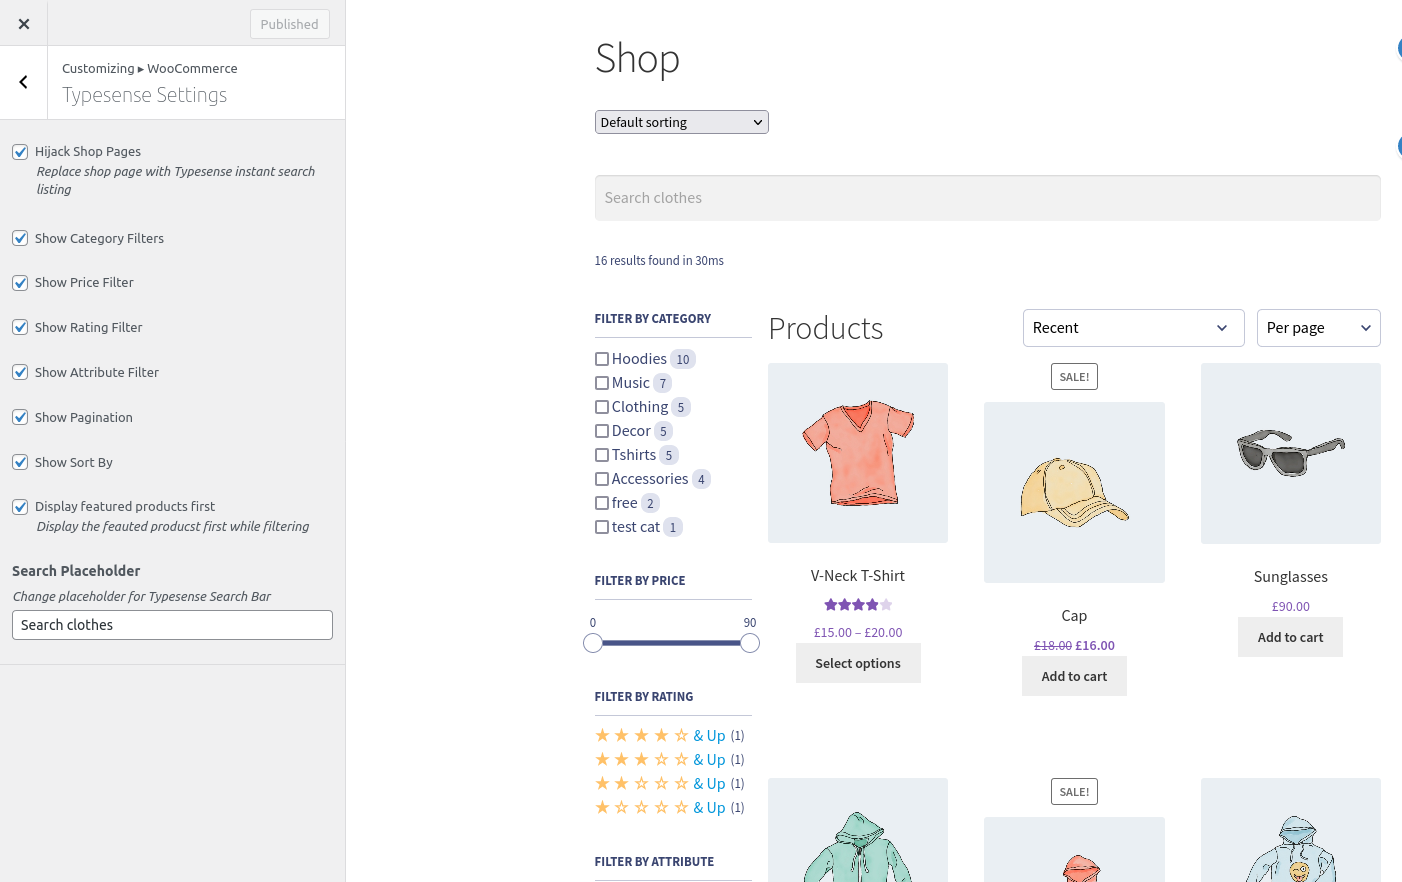 Published
Customizing ▸ WooCommerce
Typesense Settings
Hijack Shop Pages
Replace shop page with Typesense instant search
listing
Show Category Filters
Show Price Filter
Show Rating Filter
Show Attribute Filter
Show Pagination
Show Sort By
Display featured products first
Display the feauted producst first while filtering
Search Placeholder
Change placeholder for Typesense Search Bar
Search clothes
Shop
Default sorting
Search clothes
16 results found in 30ms
FILTER BY CATEGORY
Hoodies 10
Music 7
Clothing 5
Decor 5
Tshirts 5
Accessories 4
free 2
test cat 1
FILTER BY PRICE
0 90
FILTER BY RATING
& Up (1)
& Up (1)
& Up (1)
& Up (1)
FILTER BY ATTRIBUTE
Products
Recent
Per page
V-Neck T-Shirt
£15.00 – £20.00
Select options
SALE!
Cap
£18.00 £16.00
Add to cart
Sunglasses
£90.00
Add to cart
SALE!